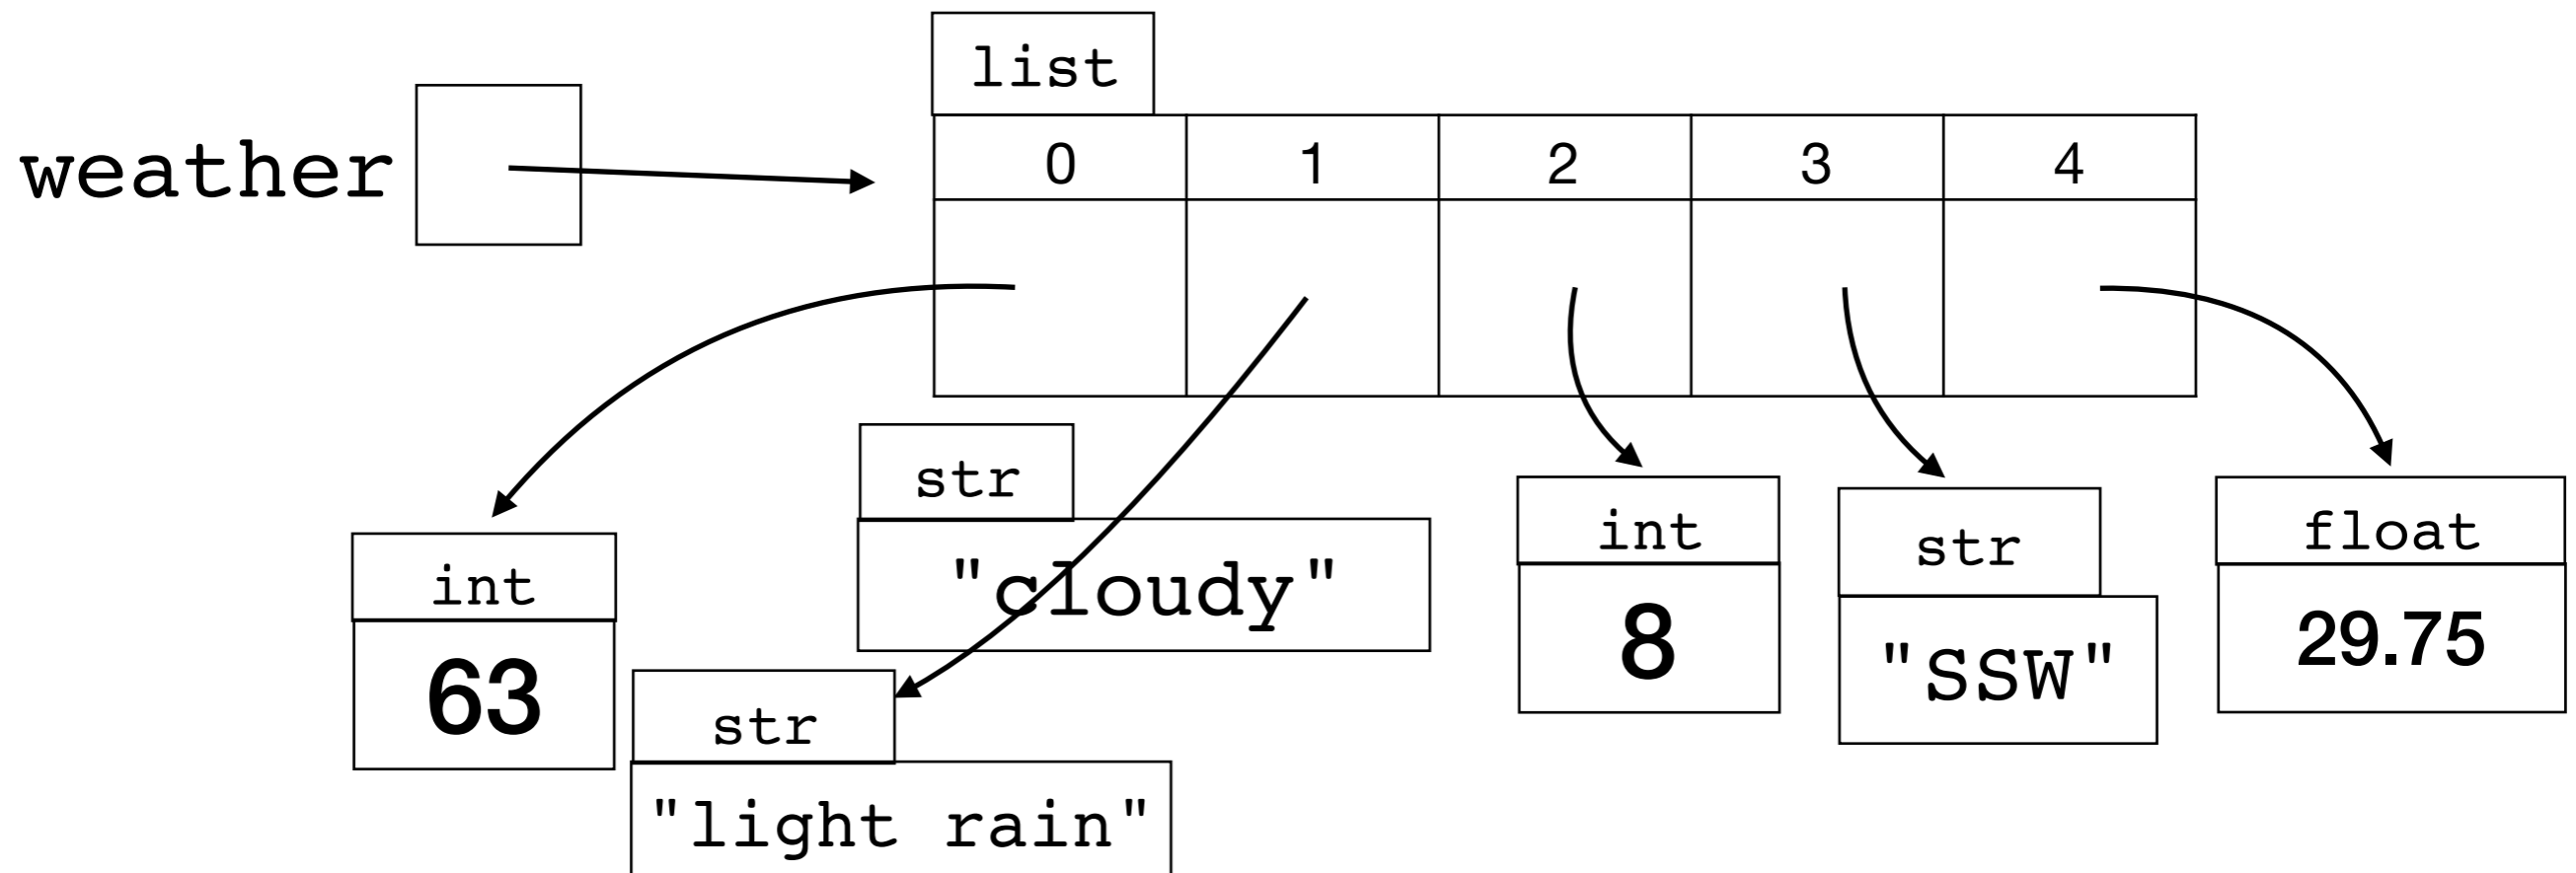 list
weather
0 1 2 3 4
str
"cloudy"
int
63
str
"light rain"
int
8
str
"SSW"
float
29.75